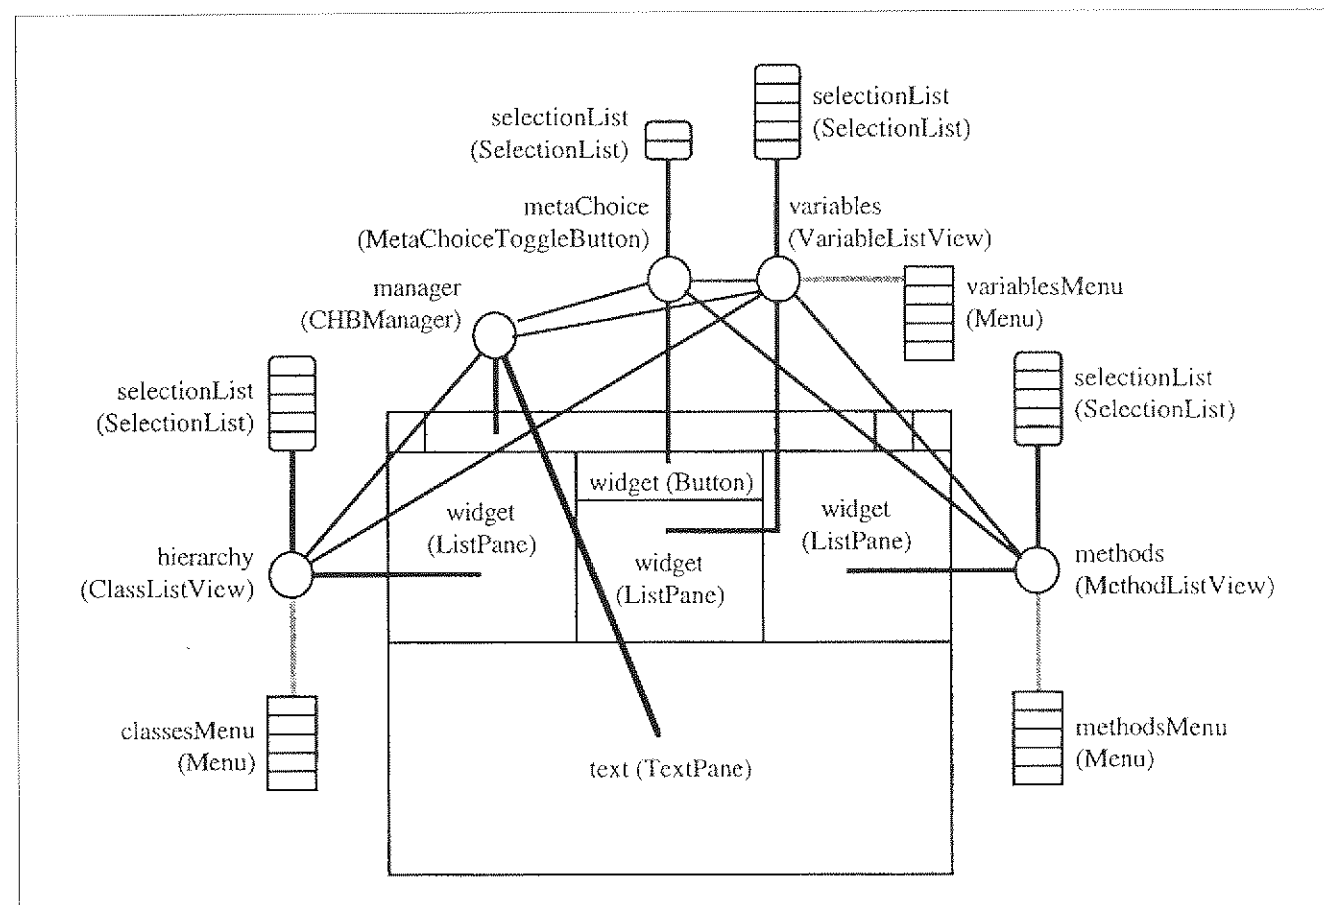 selectionList
(SelectionList)
selectionList
(SelectionList)
metaChoice
(MetaChoiceToggleButton)
variables
(VariableListView)
manager
(CHBManager)
variablesMenu
(Menu)
selectionList
(SelectionList)
selectionList
(SelectionList)
widget (Button)
widget
(ListPane)
widget
(ListPane)
widget
(ListPane)
hierarchy
(ClassListView)
methods
(MethodListView)
classesMenu
(Menu)
methodsMenu
(Menu)
text (TextPane)